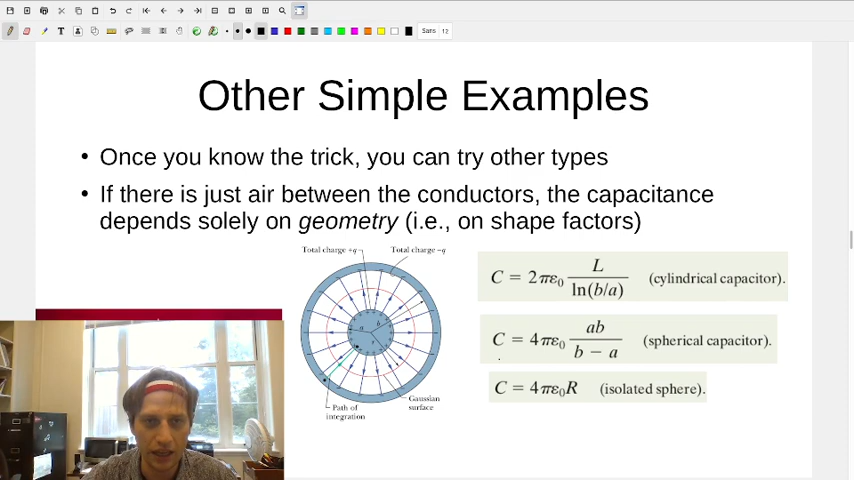 Sans 12
Other Simple Examples
• Once you know the trick, you can try other types
• If there is just air between the conductors, the capacitance
depends solely on geometry (i.e., on shape factors)
Total charge +q
Total charge −q
a
b
r
Path of
integration
Gaussian
surface
C = 2πε₀ L / ln(b/a) (cylindrical capacitor).
C = 4πε₀ ab / b − a (spherical capacitor).
C = 4πε₀R (isolated sphere).